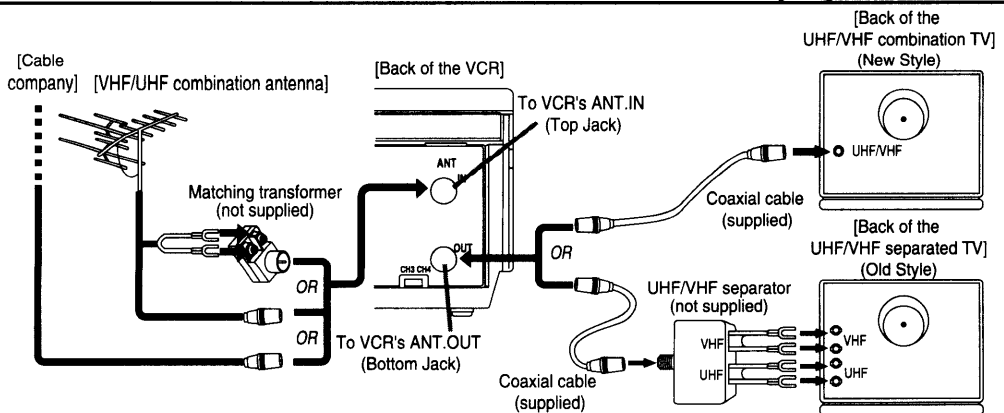 [Cable
company]
[VHF/UHF combination antenna]
Matching transformer
(not supplied)
OR
OR
[Back of the VCR]
To VCR's ANT.IN
(Top Jack)
ANT
IN
OUT
CH3 CH4
To VCR's ANT.OUT
(Bottom Jack)
OR
[Back of the
UHF/VHF combination TV]
(New Style)
UHF/VHF
Coaxial cable
(supplied)
[Back of the
UHF/VHF separated TV]
(Old Style)
UHF/VHF separator
(not supplied)
VHF
UHF
VHF
UHF
Coaxial cable
(supplied)